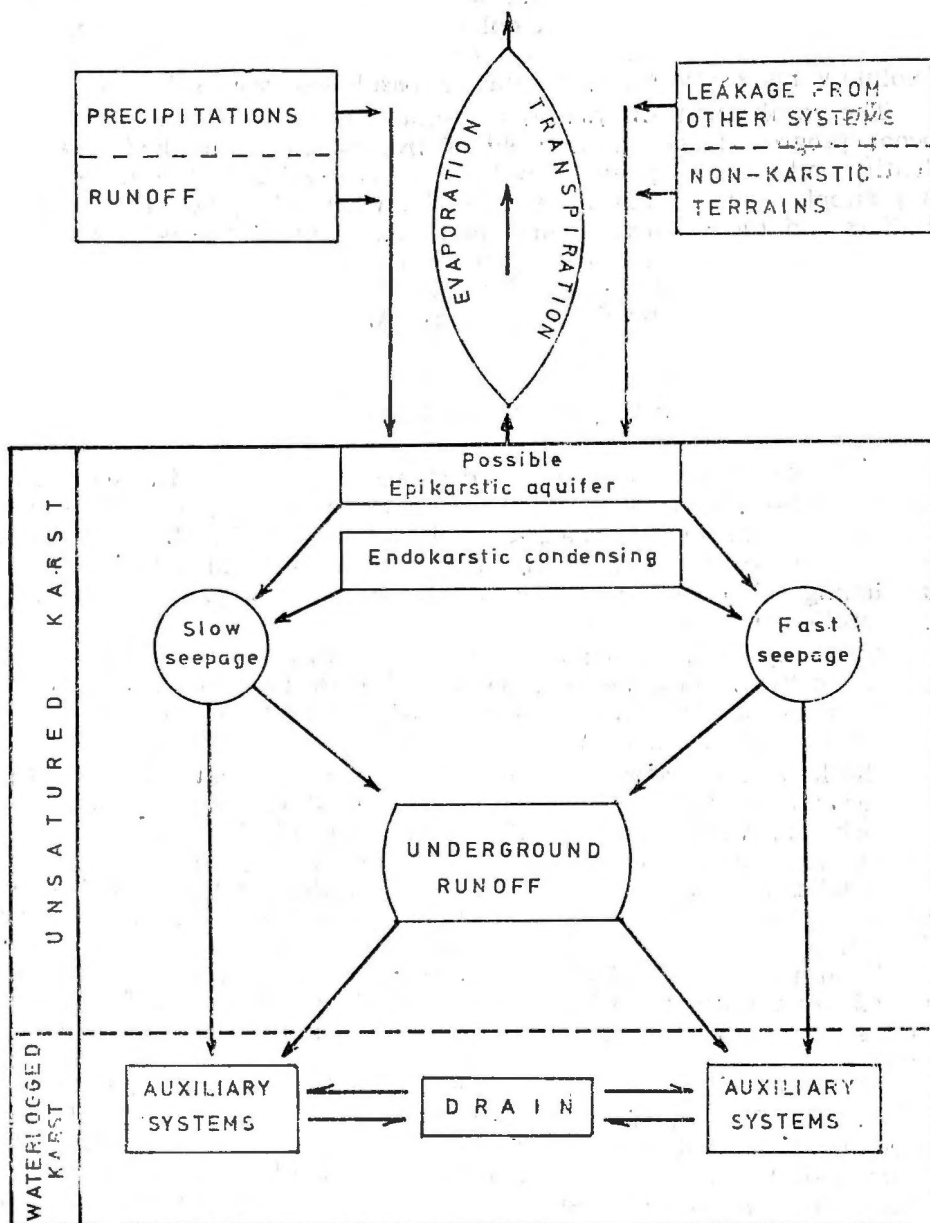 PRECIPITATIONS
RUNOFF
EVAPORATION
TRANSPIRATION
LEAKAGE FROM
OTHER SYSTEMS
NON-KARSTIC
TERRAINS
UNSATURED KARST
Possible
Epikarstic aquifer
Endokarstic condensing
Slow
seepage
Fast
seepage
UNDERGROUND
RUNOFF
WATERLOGGED
KARST
AUXILIARY
SYSTEMS
DRAIN
AUXILIARY
SYSTEMS